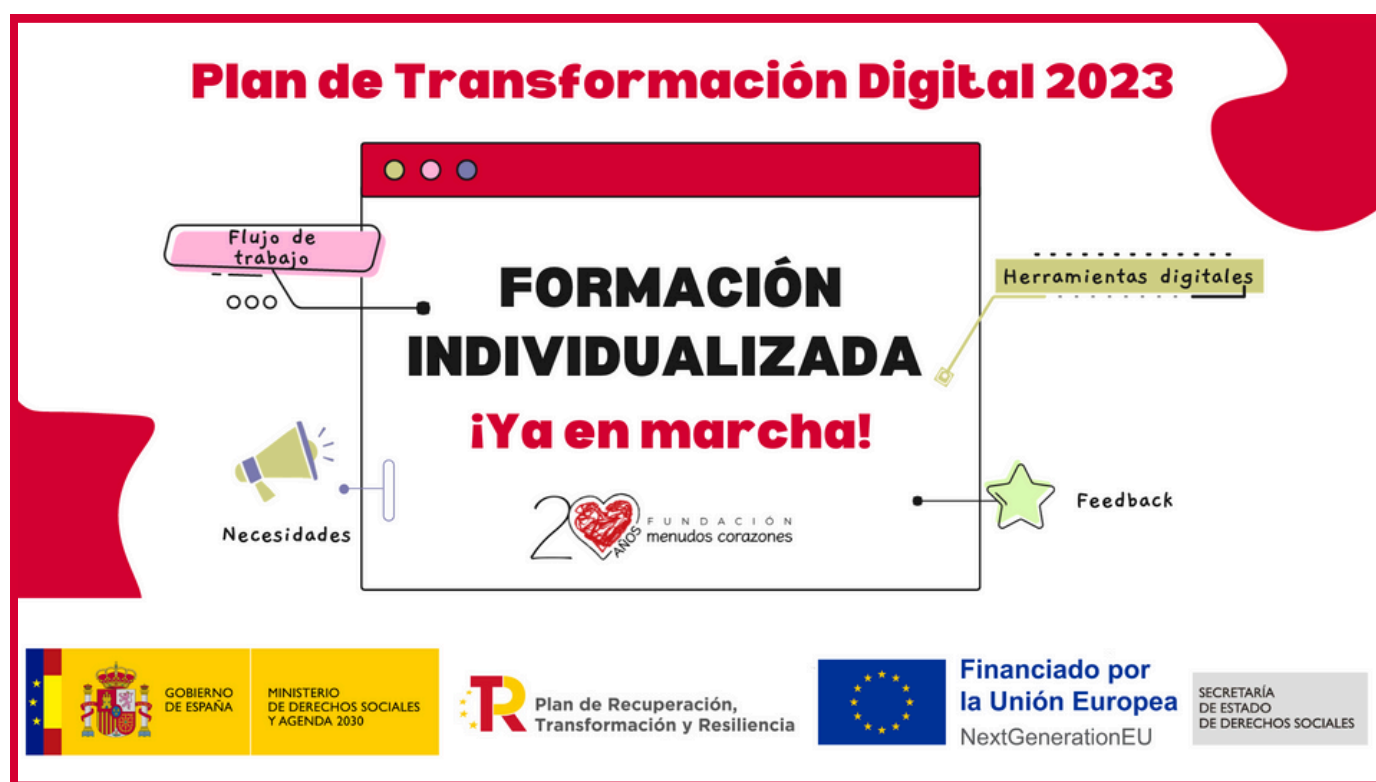 Plan de Transformación Digital 2023
Flujo de
trabajo
Herramientas digitales
FORMACIÓN
INDIVIDUALIZADA
¡Ya en marcha!
Necesidades
Feedback
20
AÑOS
FUNDACIÓN
menudos corazones
GOBIERNO
DE ESPAÑA
MINISTERIO
DE DERECHOS SOCIALES
Y AGENDA 2030
Plan de Recuperación,
Transformación y Resiliencia
Financiado por
la Unión Europea
NextGenerationEU
SECRETARÍA
DE ESTADO
DE DERECHOS SOCIALES